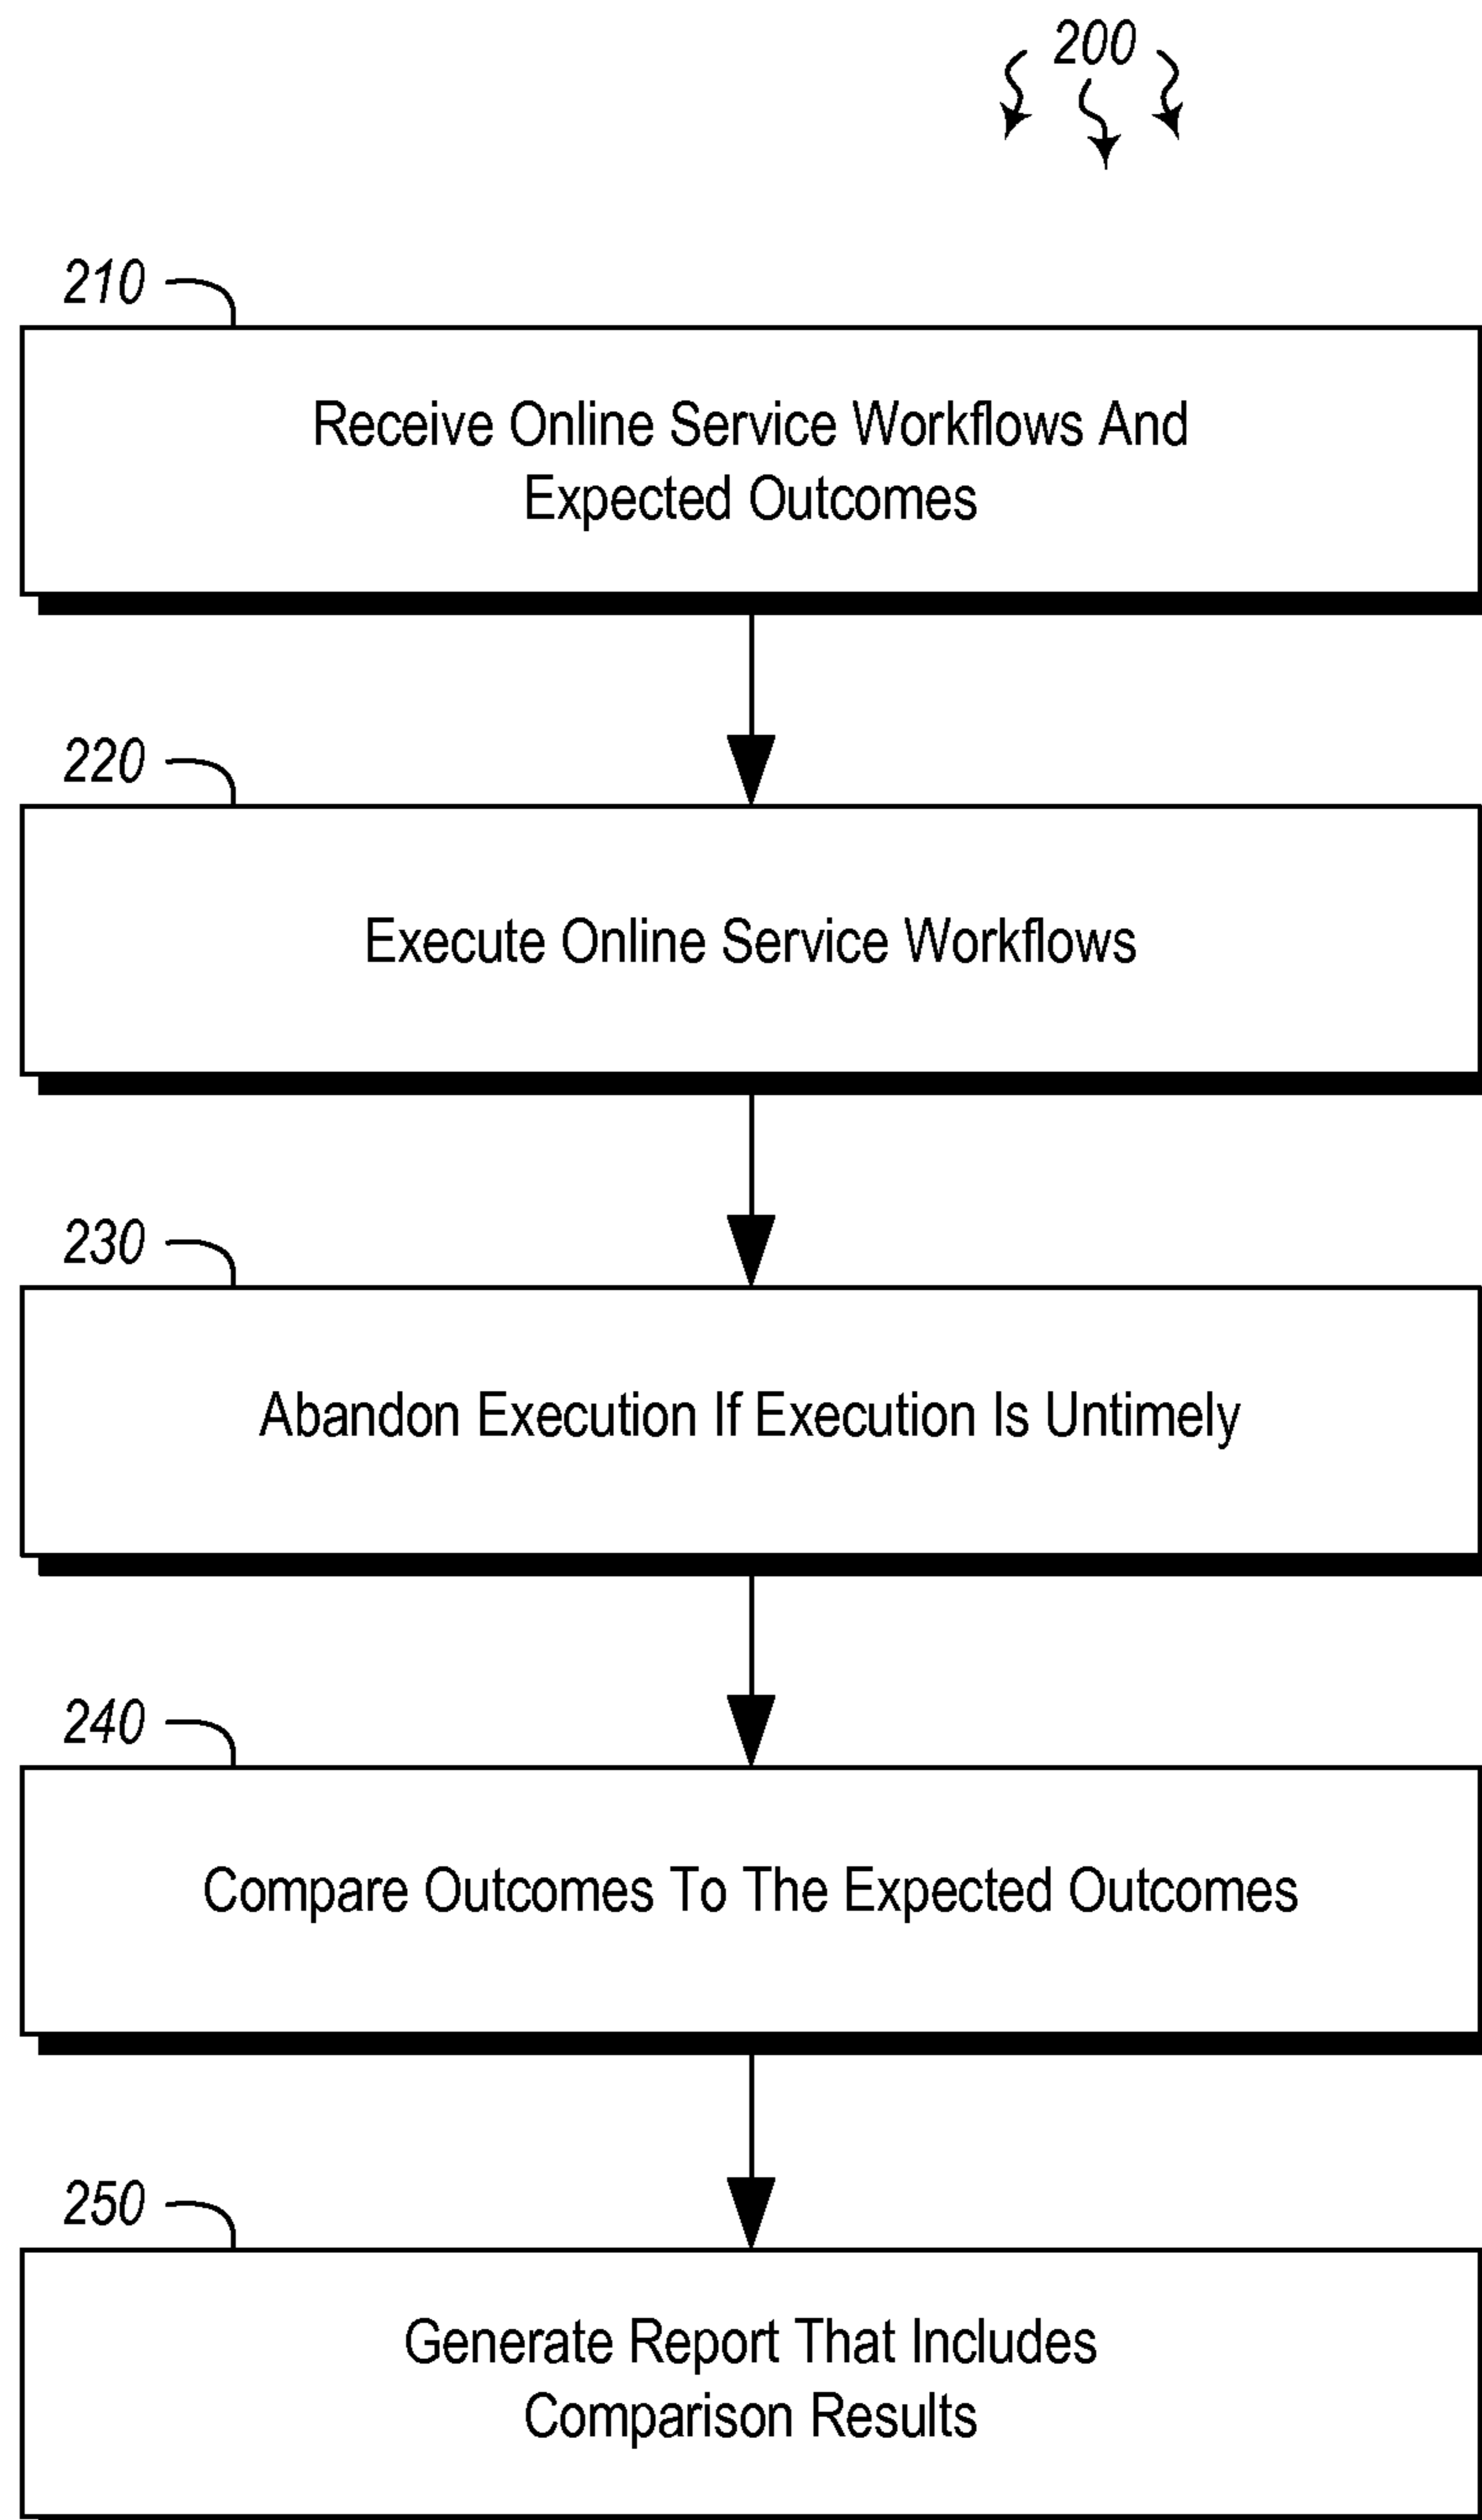 200
210
Receive Online Service Workflows And
Expected Outcomes
220
Execute Online Service Workflows
230
Abandon Execution If Execution Is Untimely
240
Compare Outcomes To The Expected Outcomes
250
Generate Report That Includes
Comparison Results